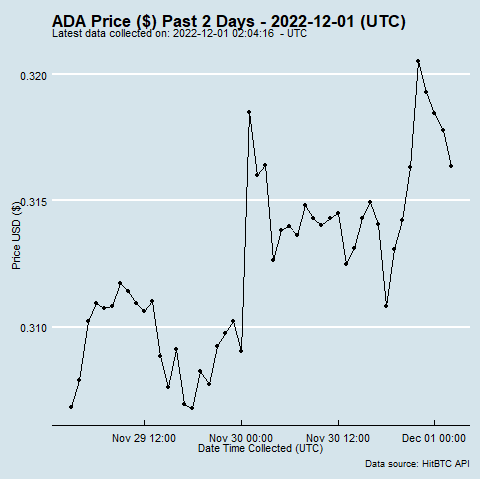 ADA Price ($) Past 2 Days - 2022-12-01 (UTC)
Latest data collected on: 2022-12-01 02:04:16 - UTC
0.320
0.315
0.310
Price USD ($)
Nov 29 12:00
Nov 30 00:00
Nov 30 12:00
Dec 01 00:00
Date Time Collected (UTC)
Data source: HitBTC API